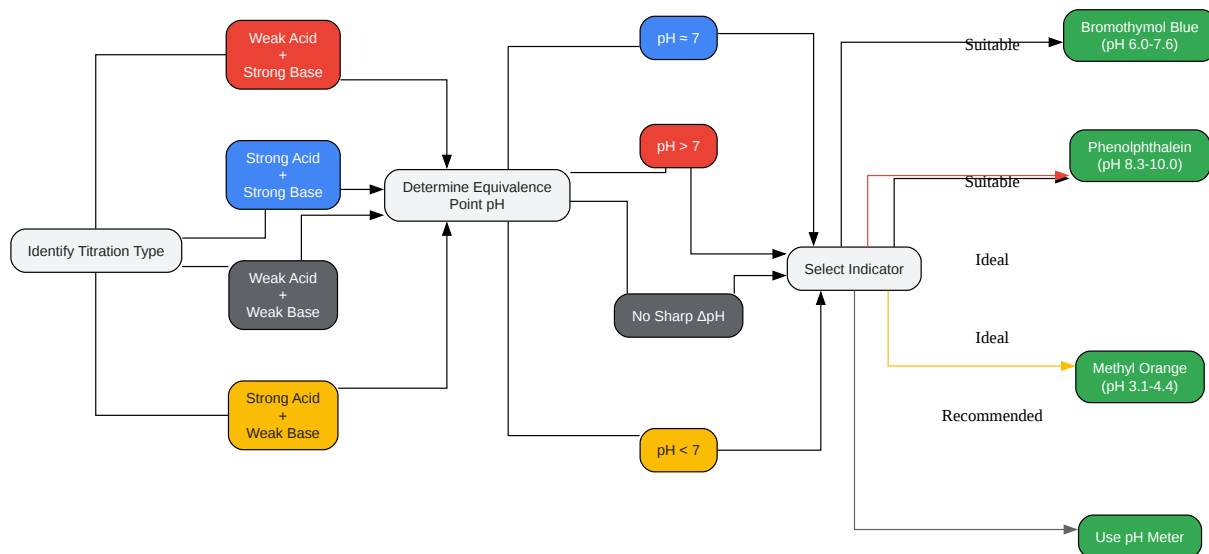 Identify Titration Type
Weak Acid
+
Strong Base
Strong Acid
+
Strong Base
Weak Acid
+
Weak Base
Strong Acid
+
Weak Base
Determine Equivalence
Point pH
pH ≈ 7
pH > 7
No Sharp ΔpH
pH < 7
Select Indicator
Suitable
Suitable
Ideal
Ideal
Recommended
Bromothymol Blue
(pH 6.0-7.6)
Phenolphthalein
(pH 8.3-10.0)
Methyl Orange
(pH 3.1-4.4)
Use pH Meter